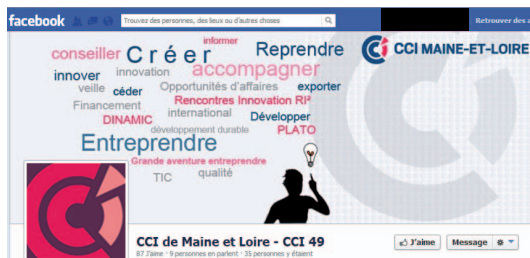 facebook Trouvez des personnes, des lieux ou d'autres choses Retrouver des a
informer
conseiller Créer Reprendre CCI MAINE-ET-LOIRE
innover innovation accompagner
veille céder Opportunités d'affaires exporter
Financement Rencontres Innovation RI²
DINAMIC international Développer
développement durable PLATO
Entreprendre
Grande aventure entreprendre
TIC qualité
CCI de Maine et Loire - CCI 49 J'aime Message
87 J'aime · 9 personnes en parlent · 35 personnes y étaient